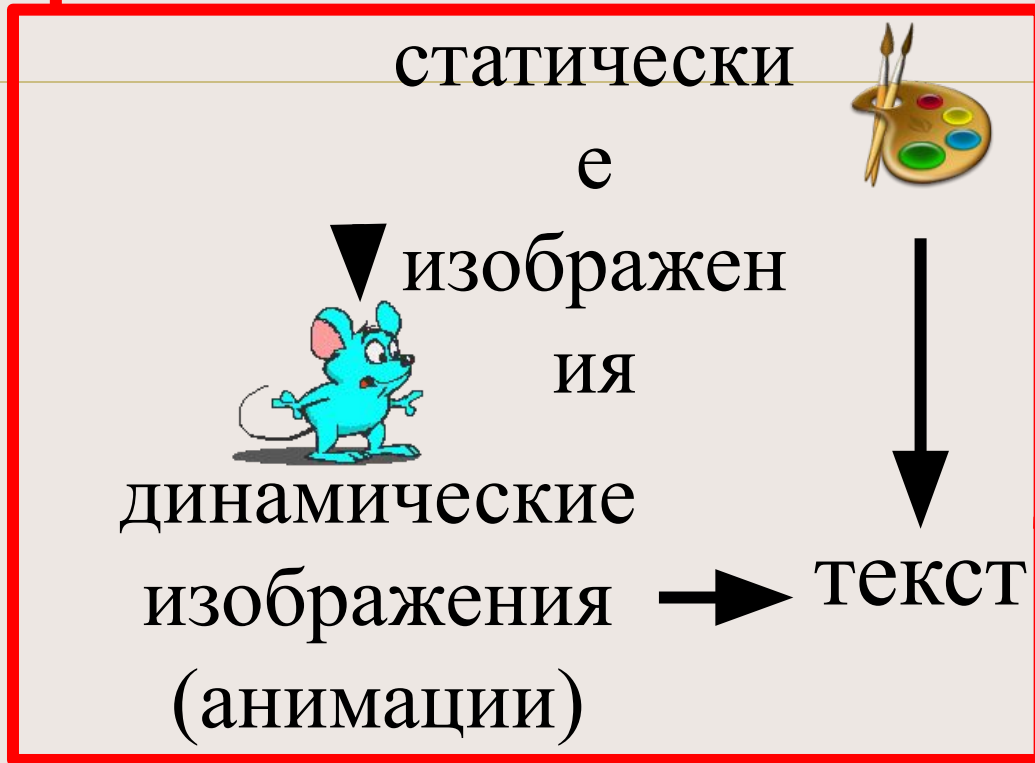 статически
е
изображен
ия
динамические
изображения
(анимации)
текст